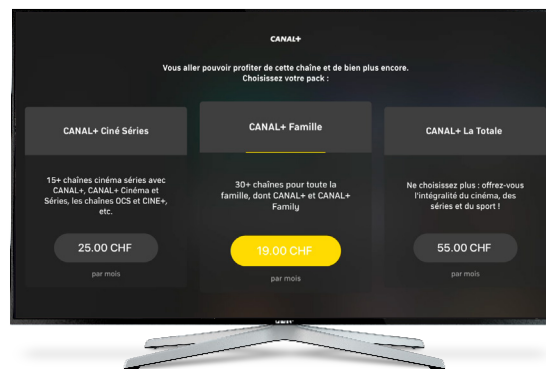 CANAL+
Vous aller pouvoir profiter de cette chaîne et de bien plus encore.
Choisissez votre pack :
CANAL+ Ciné Séries
15+ chaînes cinéma séries avec
CANAL+, CANAL+ Cinéma et
Séries, les chaînes OCS et CINE+,
etc.
25.00 CHF
par mois
CANAL+ Famille
30+ chaînes pour toute la
famille, dont CANAL+ et CANAL+
Family
19.00 CHF
par mois
CANAL+ La Totale
Ne choisissez plus : offrez-vous
l'intégralité du cinéma, des
séries et du sport !
55.00 CHF
par mois